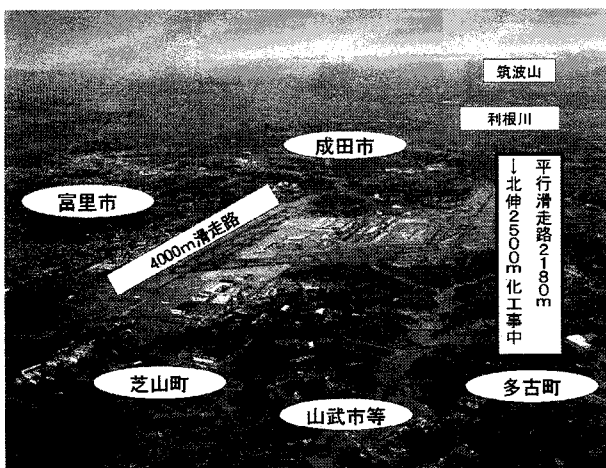 筑波山
利根川
成田市
富里市
4000m滑走路
平行滑走路2180m
→北伸2500m化工事中
芝山町
山武市等
多古町